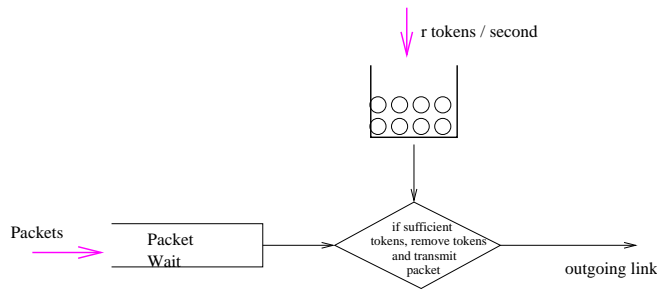 r tokens / second
if sufficient
tokens, remove tokens
and transmit
packet
Packets
Packet
Wait
outgoing link